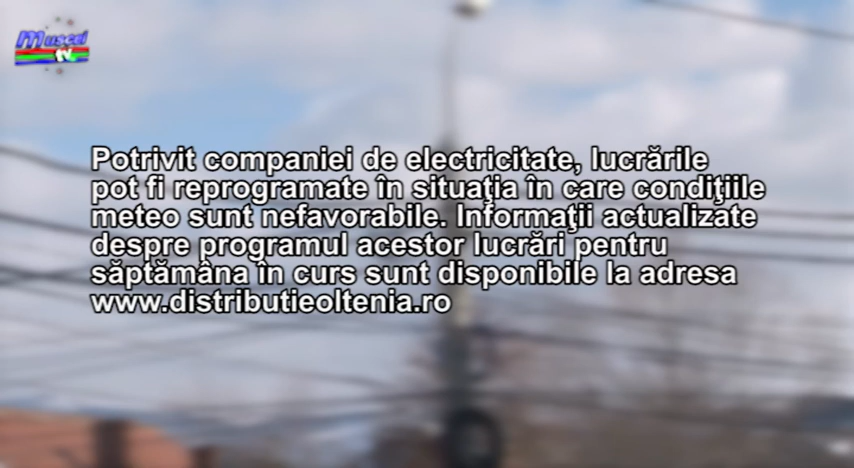 Muscel
tv
Potrivit companiei de electricitate, lucrările
pot fi reprogramate în situaţia în care condiţiile
meteo sunt nefavorabile. Informaţii actualizate
despre programul acestor lucrări pentru
săptămâna în curs sunt disponibile la adresa
www.distributieoltenia.ro